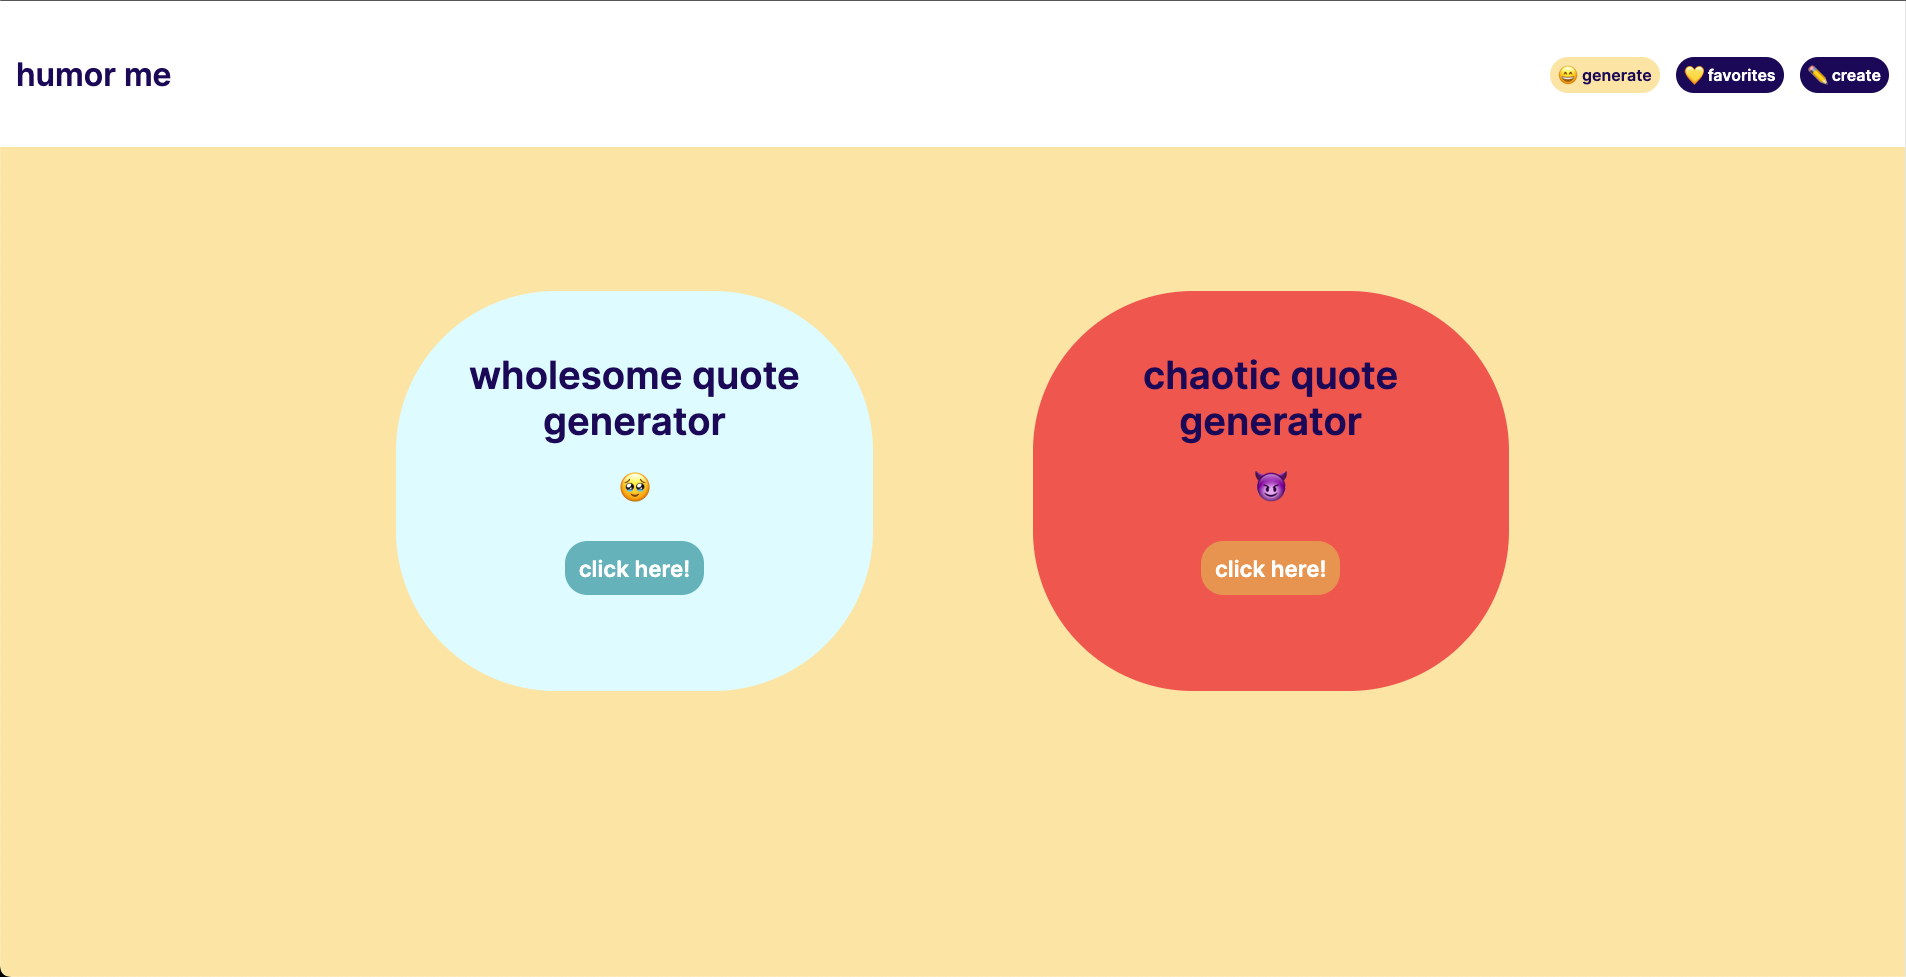 humor me
😄 generate
💛 favorites
✏️ create
wholesome quote
generator
🥹
click here!
chaotic quote
generator
😈
click here!